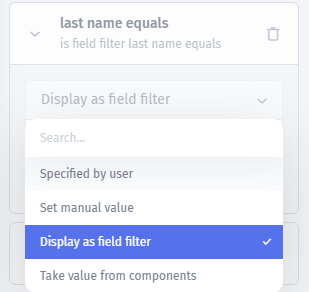 last name equals
is field filter last name equals
Display as field filter
Search...
Specified by user
Set manual value
Display as field filter
Take value from components